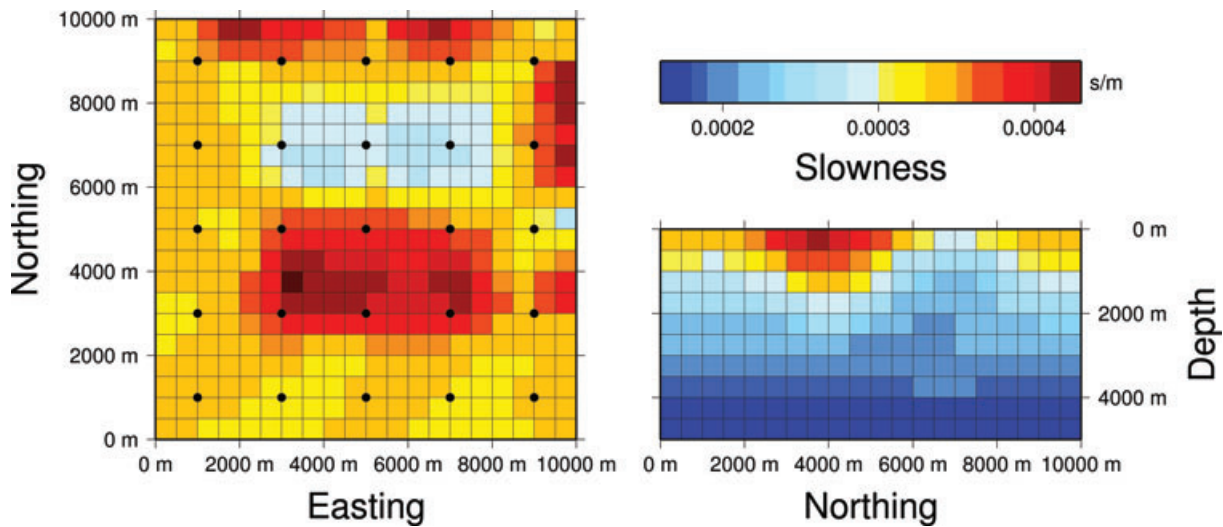 10000 m
8000 m
6000 m
4000 m
2000 m
0 m
Northing
0 m 2000 m 4000 m 6000 m 8000 m 10000 m
Easting
s/m
0.0002 0.0003 0.0004
Slowness
0 m
2000 m
4000 m
Depth
0 m 2000 m 4000 m 6000 m 8000 m 10000 m
Northing